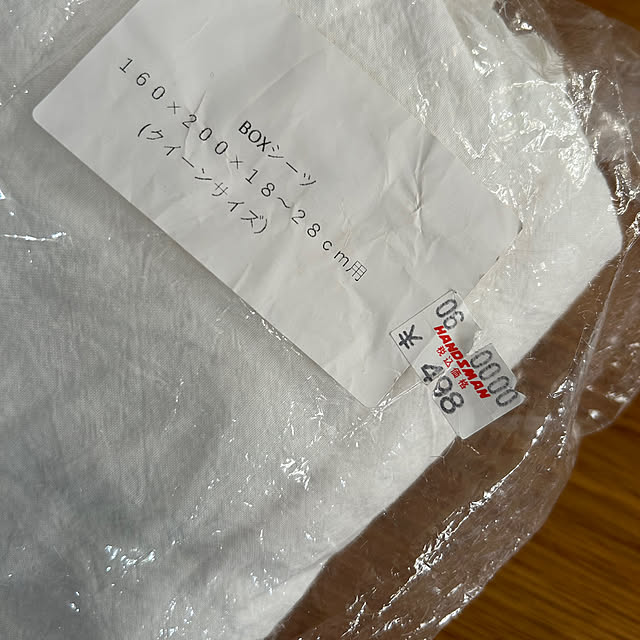 BOXシーツ
160×200×18～28cm用
(クイーンサイズ)
06 0000
HANDSMAN
税込価格
498